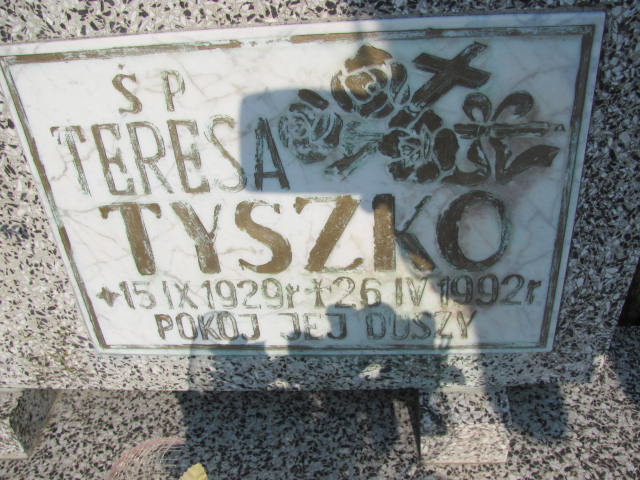 Ś P
TERESA
TYSZKO
*15 IX 1929r †26 IV 1992r
POKÓJ JEJ DUSZY